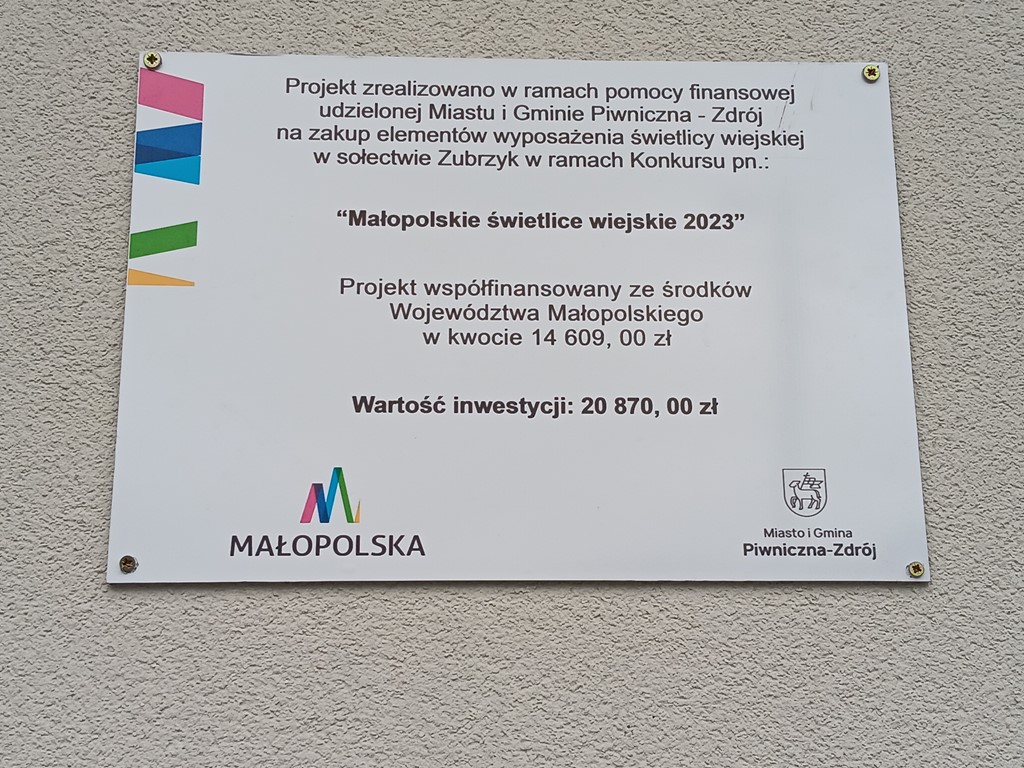 Projekt zrealizowano w ramach pomocy finansowej
udzielonej Miastu i Gminie Piwniczna - Zdrój
na zakup elementów wyposażenia świetlicy wiejskiej
w sołectwie Zubrzyk w ramach Konkursu pn.:
“Małopolskie świetlice wiejskie 2023”
Projekt współfinansowany ze środków
Województwa Małopolskiego
w kwocie 14 609, 00 zł
Wartość inwestycji: 20 870, 00 zł
MAŁOPOLSKA
Miasto i Gmina
Piwniczna-Zdrój